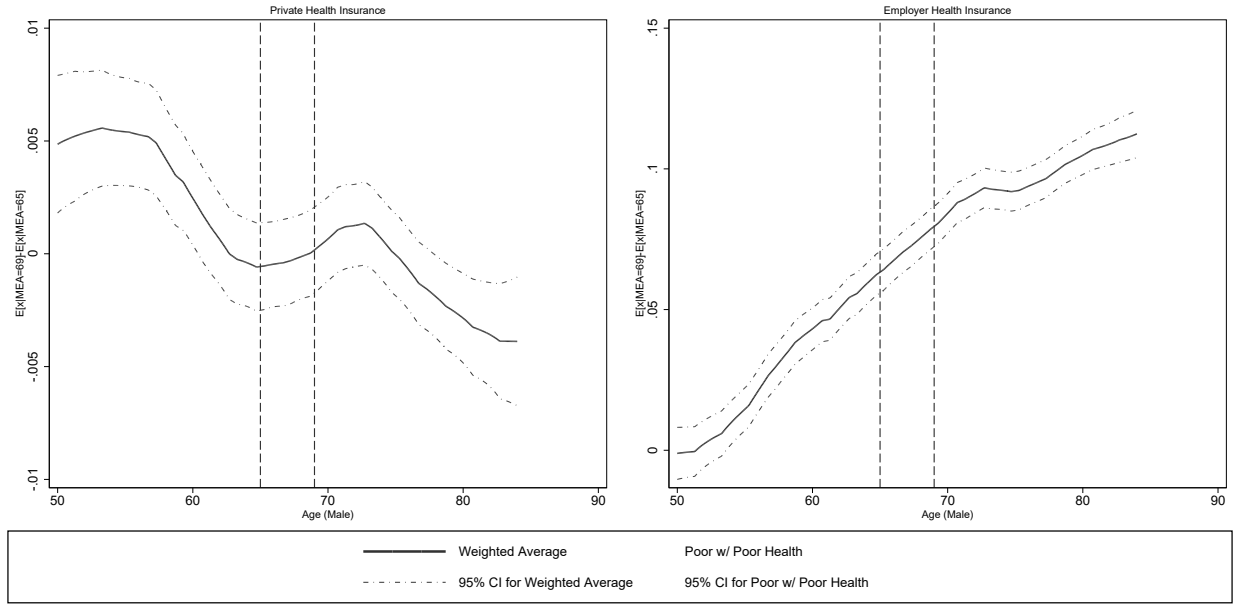 Private Health Insurance
E[x|MEA=69]-E[x|MEA=65]
.01
.005
0
-.005
-.01
50 60 70 80 90
Age (Male)
Employer Health Insurance
E[x|MEA=69]-E[x|MEA=65]
.15
.1
.05
0
50 60 70 80 90
Age (Male)
Weighted Average Poor w/ Poor Health
95% CI for Weighted Average 95% CI for Poor w/ Poor Health